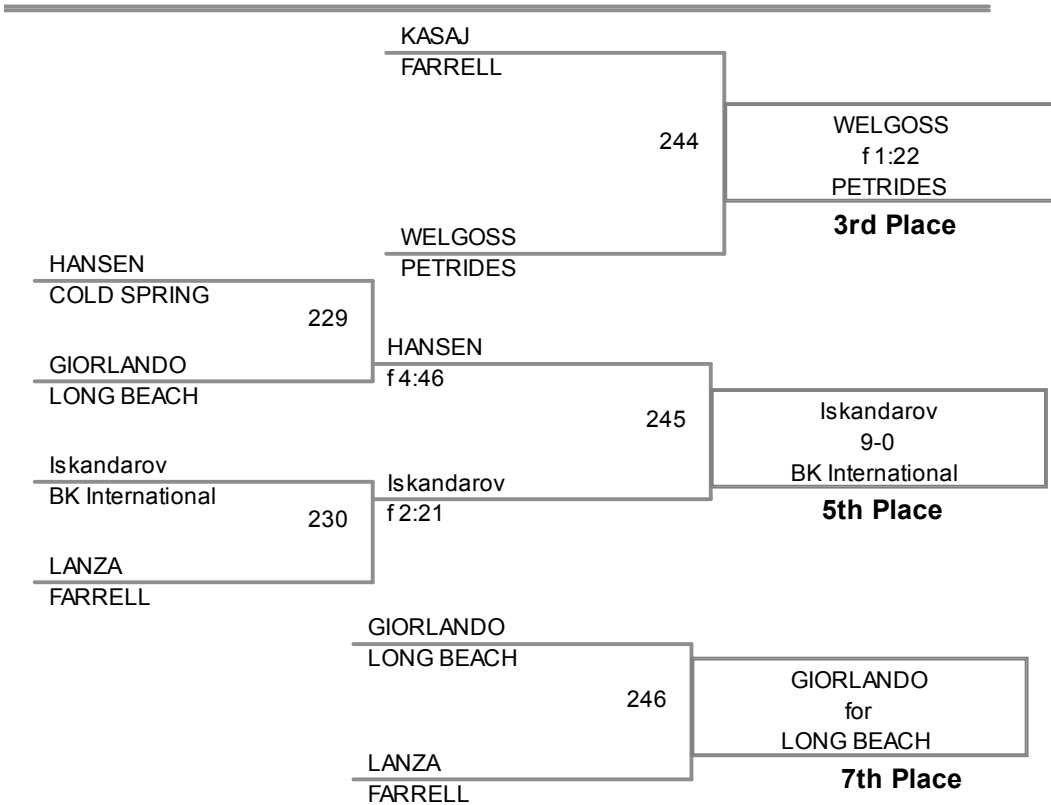 KASAJ
FARRELL
244
WELGOSS
f 1:22
PETRIDES
3rd Place
WELGOSS
PETRIDES
HANSEN
COLD SPRING
229
GIORLANDO
LONG BEACH
HANSEN
f 4:46
245
Iskandarov
9-0
BK International
5th Place
Iskandarov
BK International
230
Iskandarov
f 2:21
LANZA
FARRELL
GIORLANDO
LONG BEACH
246
GIORLANDO
for
LONG BEACH
7th Place
LANZA
FARRELL